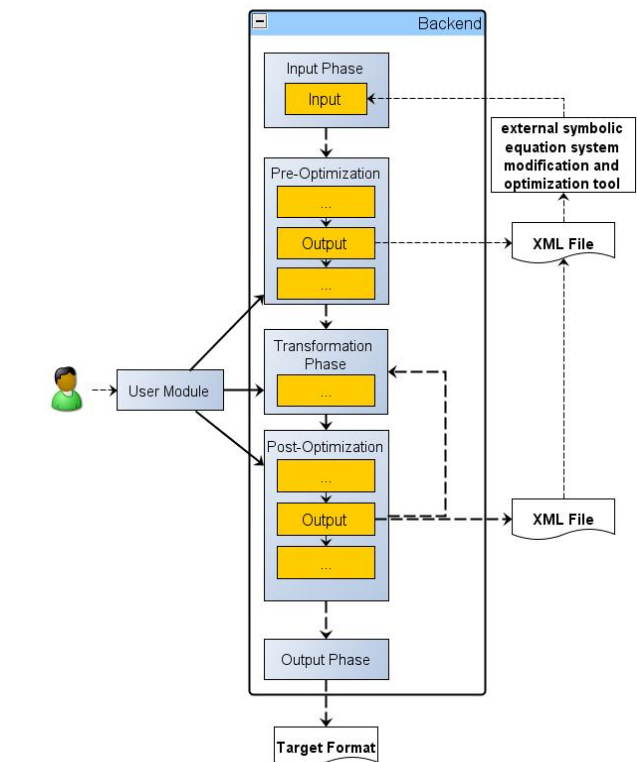 Backend
Input Phase
Input
external symbolic
equation system
modification and
optimization tool
Pre-Optimization
...
Output
XML File
...
Transformation
Phase
User Module
...
Post-Optimization
...
Output
XML File
...
Output Phase
Target Format